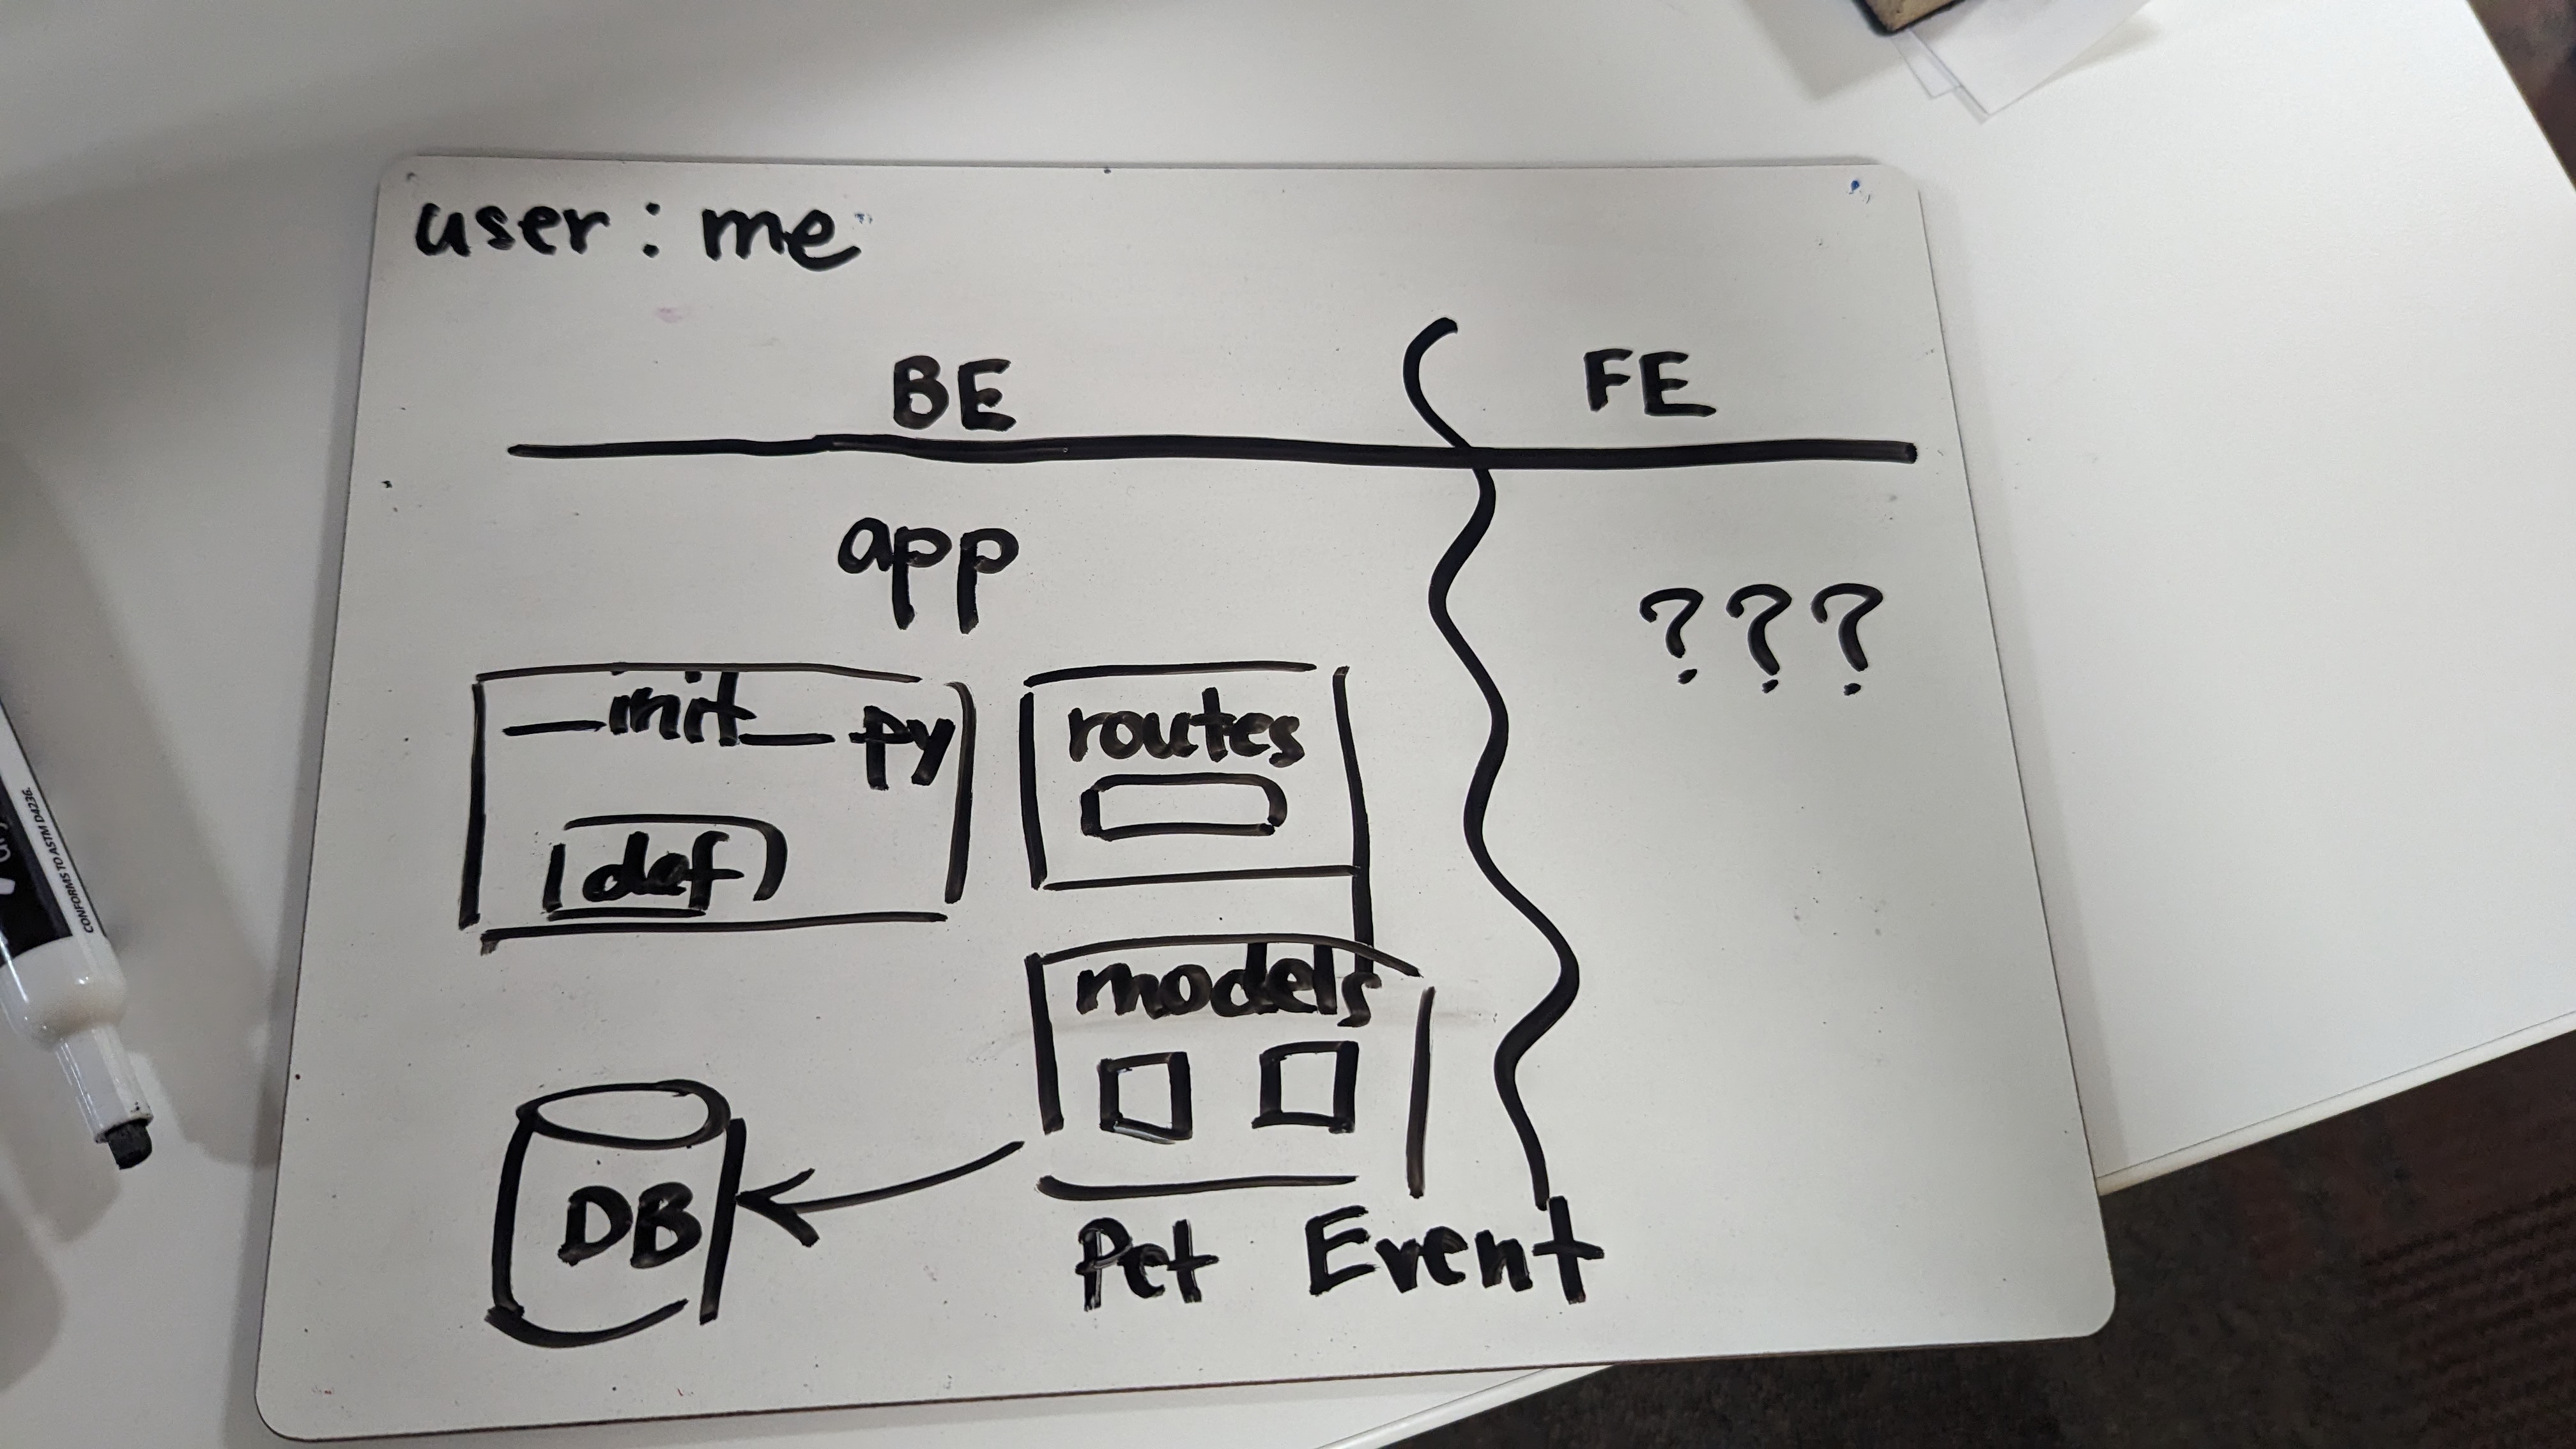 user: me
BE
FE
app
???
__init__ py
routes
def
models
DB
Pet
Event
CONFORMS TO ASTM D4236